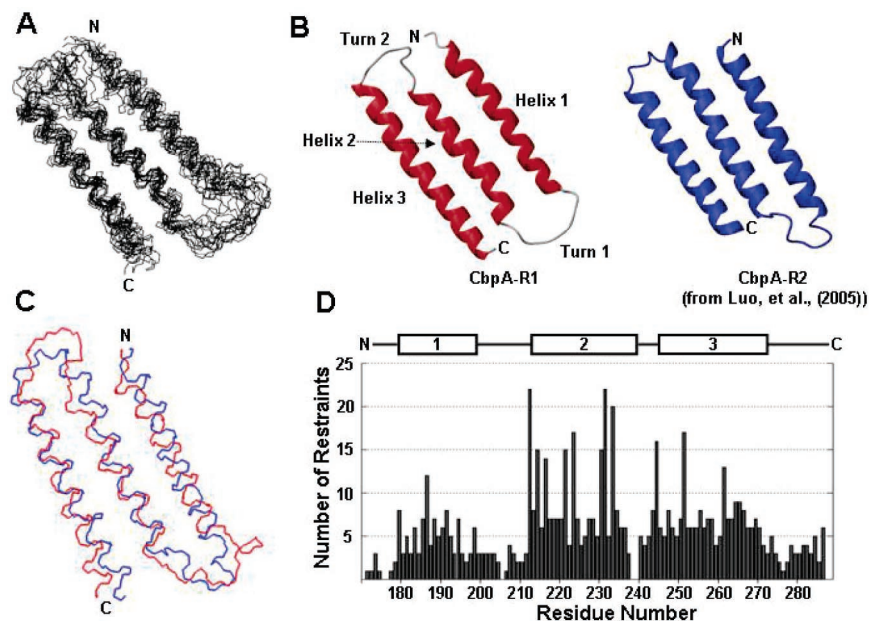 A
N
C
B
Turn 2
N
Helix 1
Helix 2
Helix 3
C
Turn 1
CbpA-R1
N
C
CbpA-R2
(from Luo, et al., (2005))
C
N
C
D
N
1
2
3
C
25
20
15
10
5
Number of Restraints
180 190 200 210 220 230 240 250 260 270 280
Residue Number